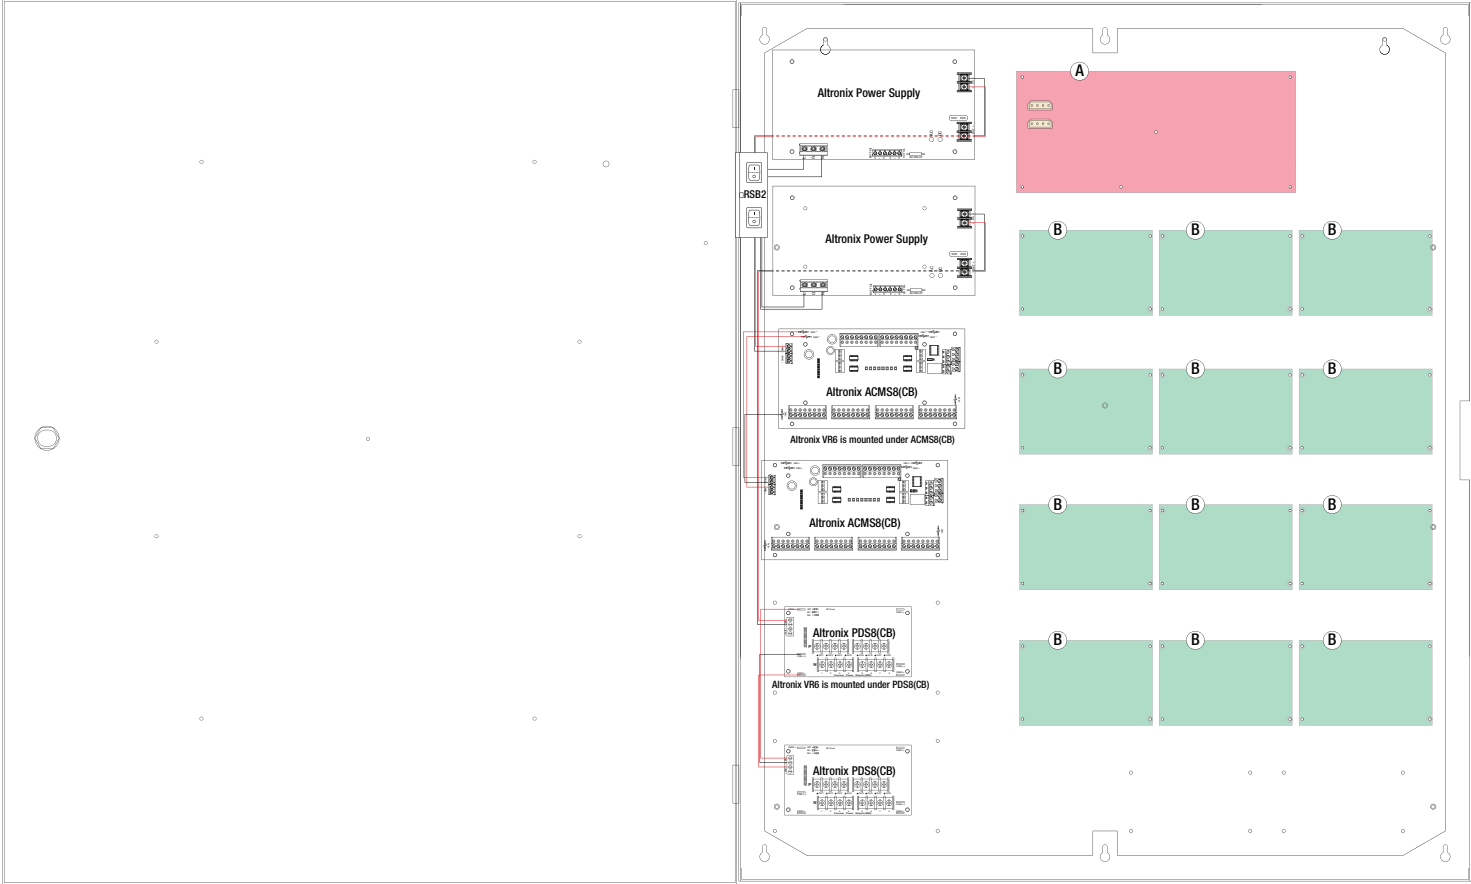 A
Altronix Power Supply
RSB2
Altronix Power Supply
B
B
B
Altronix ACMS8(CB)
Altronix VR6 is mounted under ACMS8(CB)
B
B
B
Altronix ACMS8(CB)
B
B
B
Altronix PDS8(CB)
Altronix VR6 is mounted under PDS8(CB)
B
B
B
Altronix PDS8(CB)